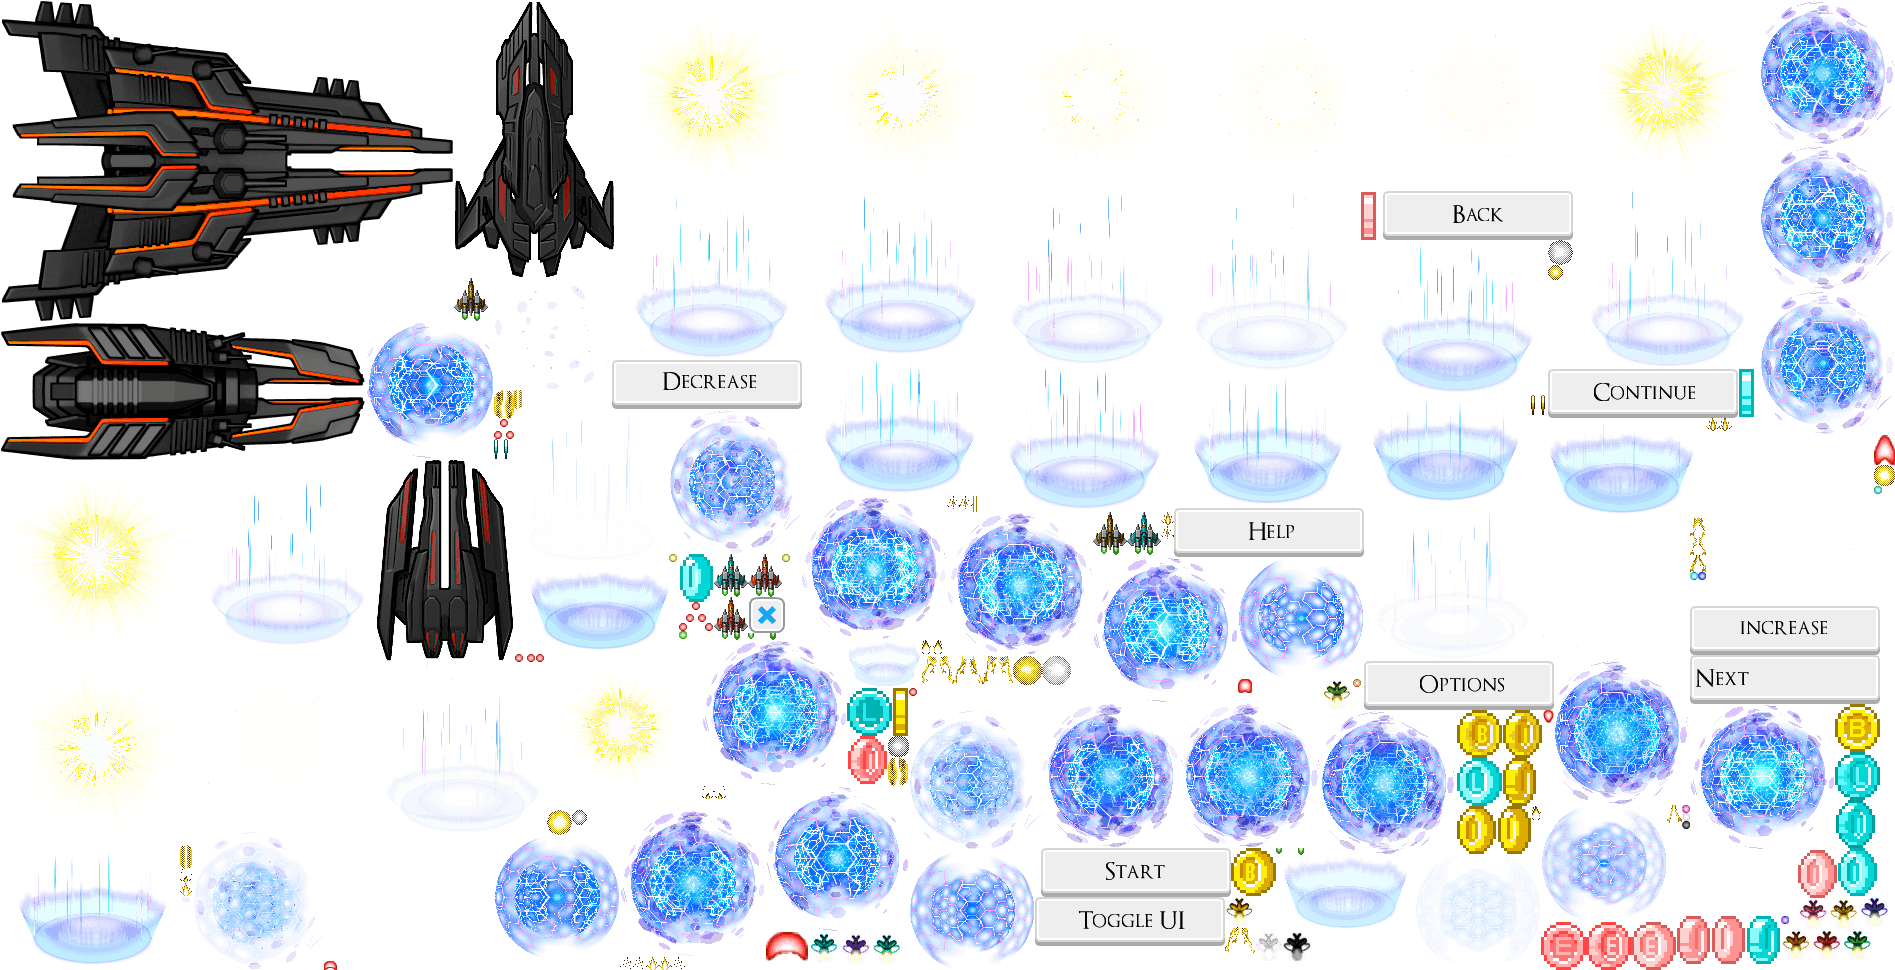 Back
Decrease
Continue
Help
increase
Options
Next
Start
Toggle UI